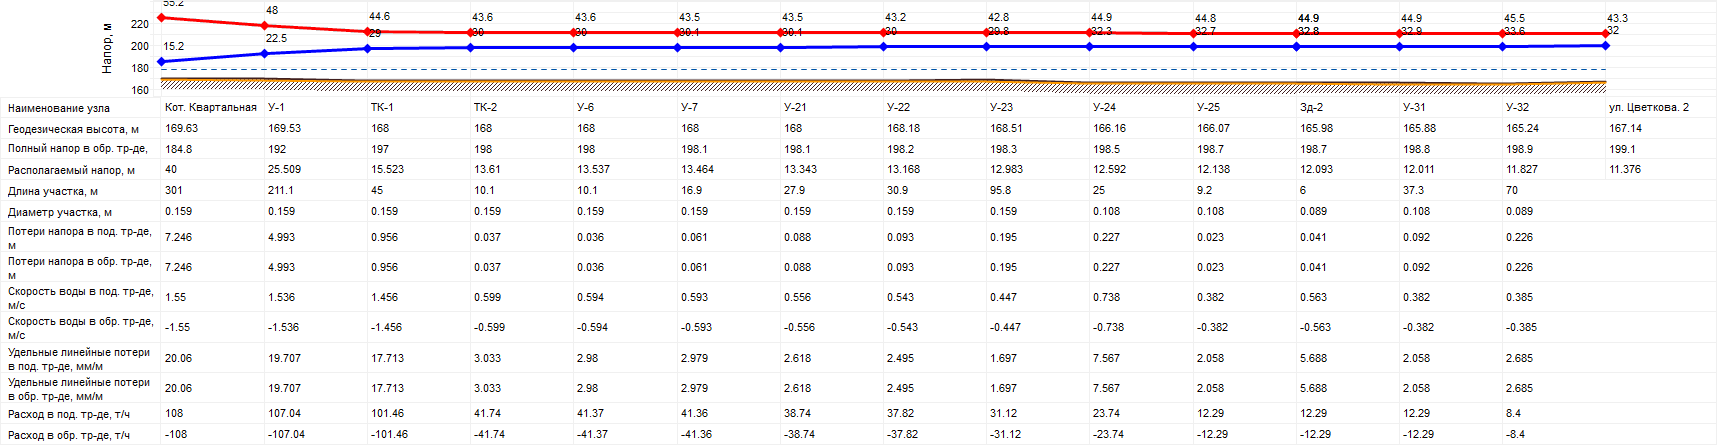 55.2 48 44.6 43.6 43.6 43.5 43.5 43.2 42.8 44.9 44.8 44.9 44.9 45.5 43.3
220
29 30 30 30.1 30.1 30 29.8 32.3 32.7 32.8 32.9 33.6 32
Напор, м
200 15.2 22.5
180
160
Наименование узла Кот. Квартальная У-1 ТК-1 ТК-2 У-6 У-7 У-21 У-22 У-23 У-24 У-25 Зд-2 У-31 У-32 ул. Цветкова. 2
Геодезическая высота, м 169.63 169.53 168 168 168 168 168 168.18 168.51 166.16 166.07 165.98 165.88 165.24 167.14
Полный напор в обр. тр-де, 184.8 192 197 198 198 198.1 198.1 198.2 198.3 198.5 198.7 198.7 198.8 198.9 199.1
Располагаемый напор, м 40 25.509 15.523 13.61 13.537 13.464 13.343 13.168 12.983 12.592 12.138 12.093 12.011 11.827 11.376
Длина участка, м 301 211.1 45 10.1 10.1 16.9 27.9 30.9 95.8 25 9.2 6 37.3 70
Диаметр участка, м 0.159 0.159 0.159 0.159 0.159 0.159 0.159 0.159 0.159 0.108 0.108 0.089 0.108 0.089
Потери напора в под. тр-де,
м 7.246 4.993 0.956 0.037 0.036 0.061 0.088 0.093 0.195 0.227 0.023 0.041 0.092 0.226
Потери напора в обр. тр-де,
м 7.246 4.993 0.956 0.037 0.036 0.061 0.088 0.093 0.195 0.227 0.023 0.041 0.092 0.226
Скорость воды в под. тр-де,
м/с 1.55 1.536 1.456 0.599 0.594 0.593 0.556 0.543 0.447 0.738 0.382 0.563 0.382 0.385
Скорость воды в обр. тр-де,
м/с -1.55 -1.536 -1.456 -0.599 -0.594 -0.593 -0.556 -0.543 -0.447 -0.738 -0.382 -0.563 -0.382 -0.385
Удельные линейные потери
в под. тр-де, мм/м 20.06 19.707 17.713 3.033 2.98 2.979 2.618 2.495 1.697 7.567 2.058 5.688 2.058 2.685
Удельные линейные потери
в обр. тр-де, мм/м 20.06 19.707 17.713 3.033 2.98 2.979 2.618 2.495 1.697 7.567 2.058 5.688 2.058 2.685
Расход в под. тр-де, т/ч 108 107.04 101.46 41.74 41.37 41.36 38.74 37.82 31.12 23.74 12.29 12.29 12.29 8.4
Расход в обр. тр-де, т/ч -108 -107.04 -101.46 -41.74 -41.37 -41.36 -38.74 -37.82 -31.12 -23.74 -12.29 -12.29 -12.29 -8.4